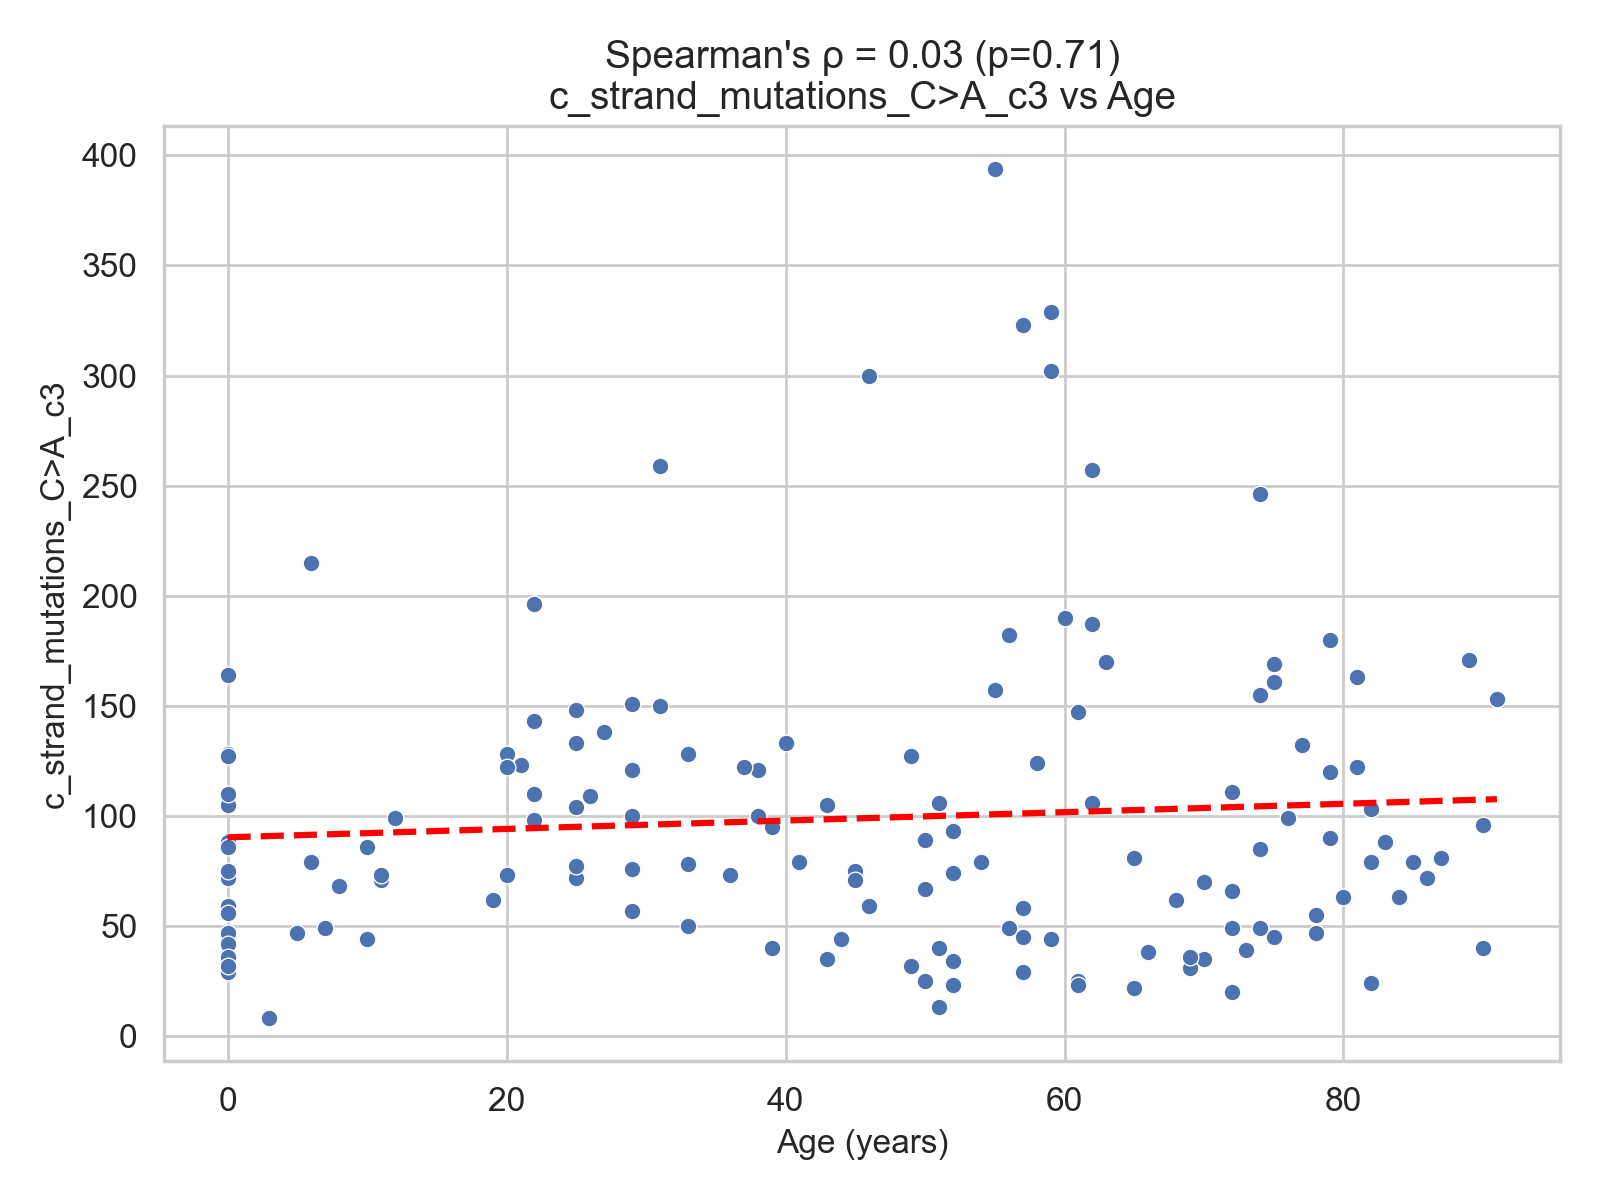 Spearman's ρ = 0.03 (p=0.71)
c_strand_mutations_C>A_c3 vs Age
c_strand_mutations_C>A_c3
400
350
300
250
200
150
100
50
0
0 20 40 60 80
Age (years)